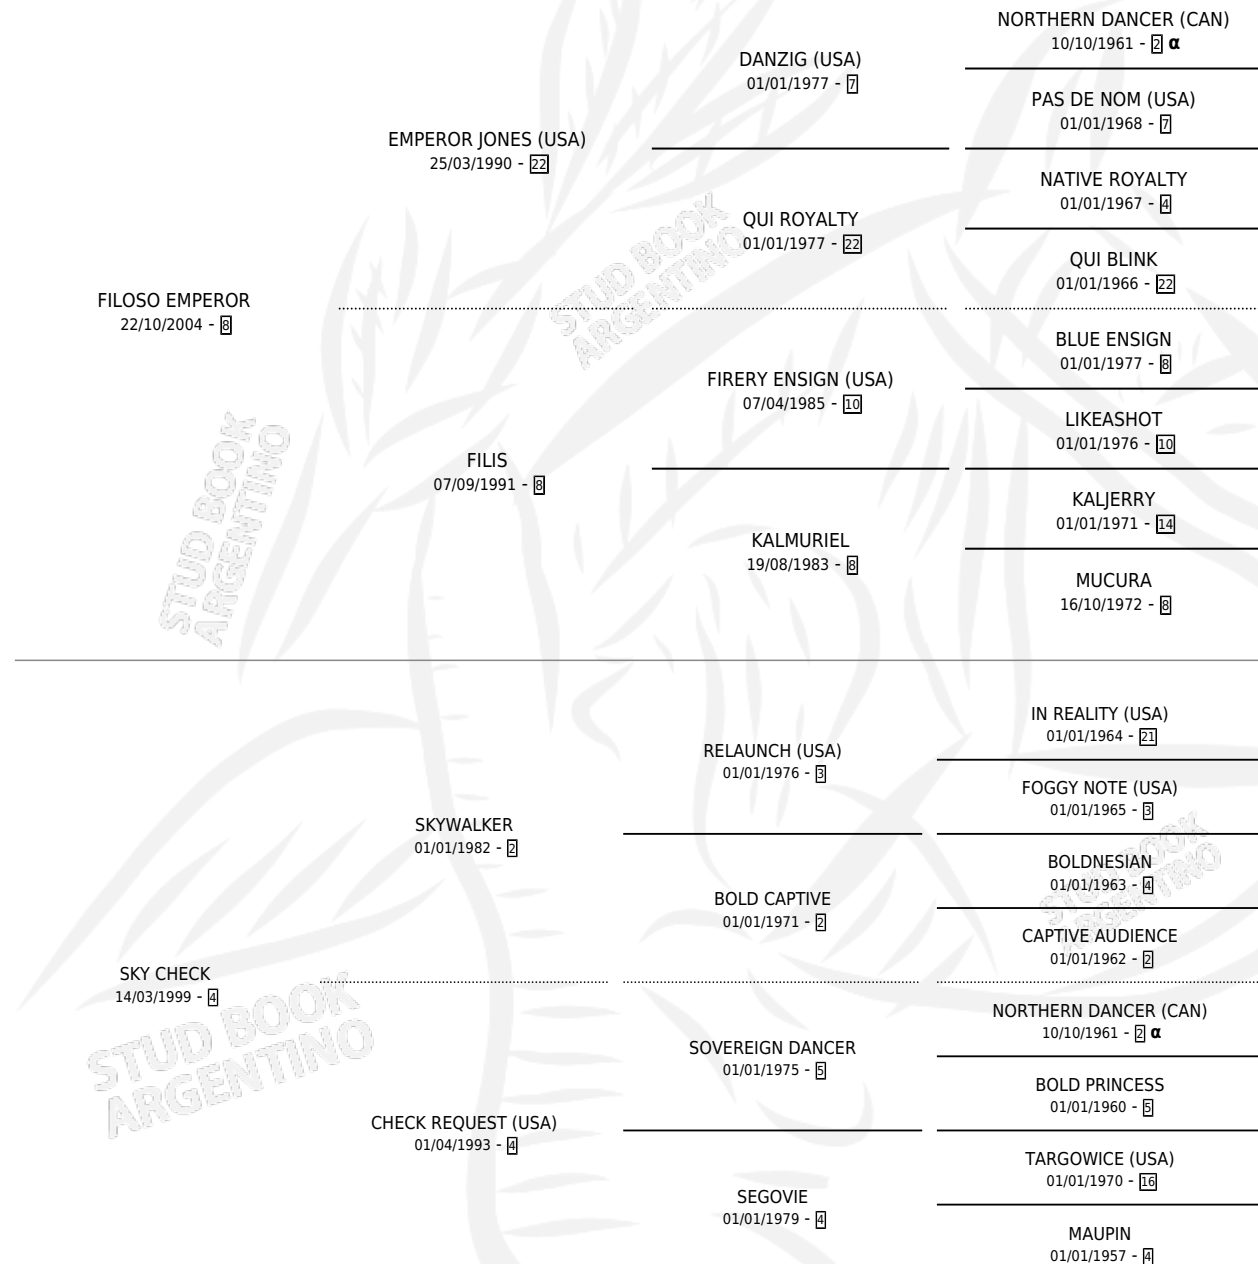 NORTHERN DANCER (CAN)
10/10/1961 - 2 α
DANZIG (USA)
01/01/1977 - 7
PAS DE NOM (USA)
01/01/1968 - 7
EMPEROR JONES (USA)
25/03/1990 - 22
NATIVE ROYALTY
01/01/1967 - 4
QUI ROYALTY
01/01/1977 - 22
QUI BLINK
01/01/1966 - 22
FILOSO EMPEROR
22/10/2004 - 8
BLUE ENSIGN
01/01/1977 - 8
FIRERY ENSIGN (USA)
07/04/1985 - 10
LIKEASHOT
01/01/1976 - 10
FILIS
07/09/1991 - 8
KALJERRY
01/01/1971 - 14
KALMURIEL
19/08/1983 - 8
MUCURA
16/10/1972 - 8
IN REALITY (USA)
01/01/1964 - 21
RELAUNCH (USA)
01/01/1976 - 3
FOGGY NOTE (USA)
01/01/1965 - 3
SKYWALKER
01/01/1982 - 2
BOLDNESIAN
01/01/1963 - 4
BOLD CAPTIVE
01/01/1971 - 2
CAPTIVE AUDIENCE
01/01/1962 - 2
SKY CHECK
14/03/1999 - 4
NORTHERN DANCER (CAN)
10/10/1961 - 2 α
SOVEREIGN DANCER
01/01/1975 - 5
BOLD PRINCESS
01/01/1960 - 5
CHECK REQUEST (USA)
01/04/1993 - 4
TARGOWICE (USA)
01/01/1970 - 16
SEGOVIE
01/01/1979 - 4
MAUPIN
01/01/1957 - 4
STUD BOOK
ARGENTINO
STUD BOOK
ARGENTINO
STUD BOOK
ARGENTINO
STUD BOOK
ARGENTINO